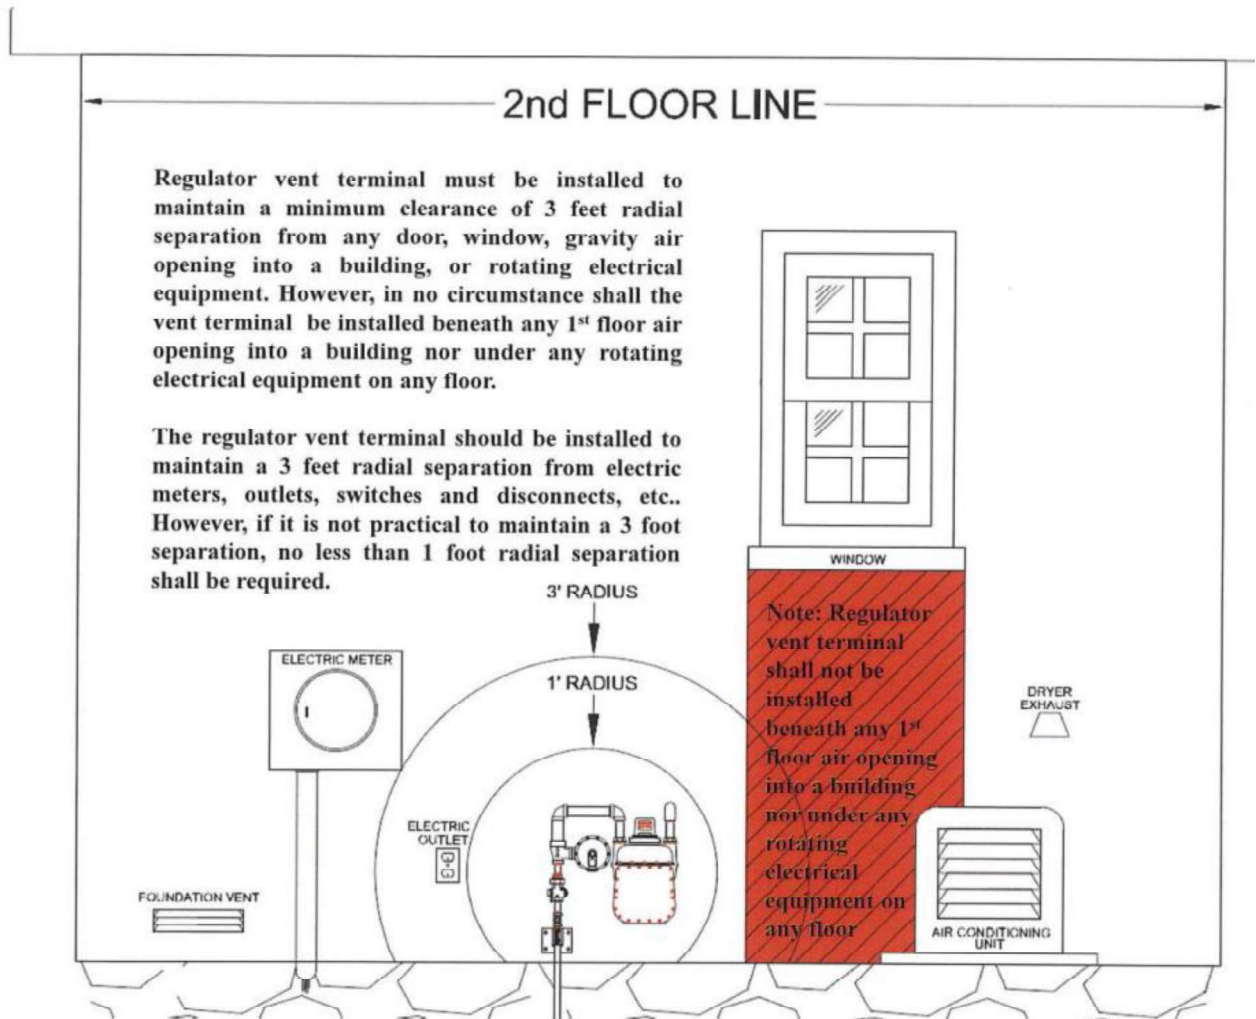 2nd FLOOR LINE
Regulator vent terminal must be installed to
maintain a minimum clearance of 3 feet radial
separation from any door, window, gravity air
opening into a building, or rotating electrical
equipment. However, in no circumstance shall the
vent terminal be installed beneath any 1st floor air
opening into a building nor under any rotating
electrical equipment on any floor.
The regulator vent terminal should be installed to
maintain a 3 feet radial separation from electric
meters, outlets, switches and disconnects, etc..
However, if it is not practical to maintain a 3 foot
separation, no less than 1 foot radial separation
shall be required.
3' RADIUS
1' RADIUS
ELECTRIC METER
ELECTRIC
OUTLET
FOUNDATION VENT
WINDOW
Note: Regulator
vent terminal
shall not be
installed
beneath any 1st
floor air opening
into a building
nor under any
rotating
electrical
equipment on
any floor
DRYER
EXHAUST
AIR CONDITIONING
UNIT